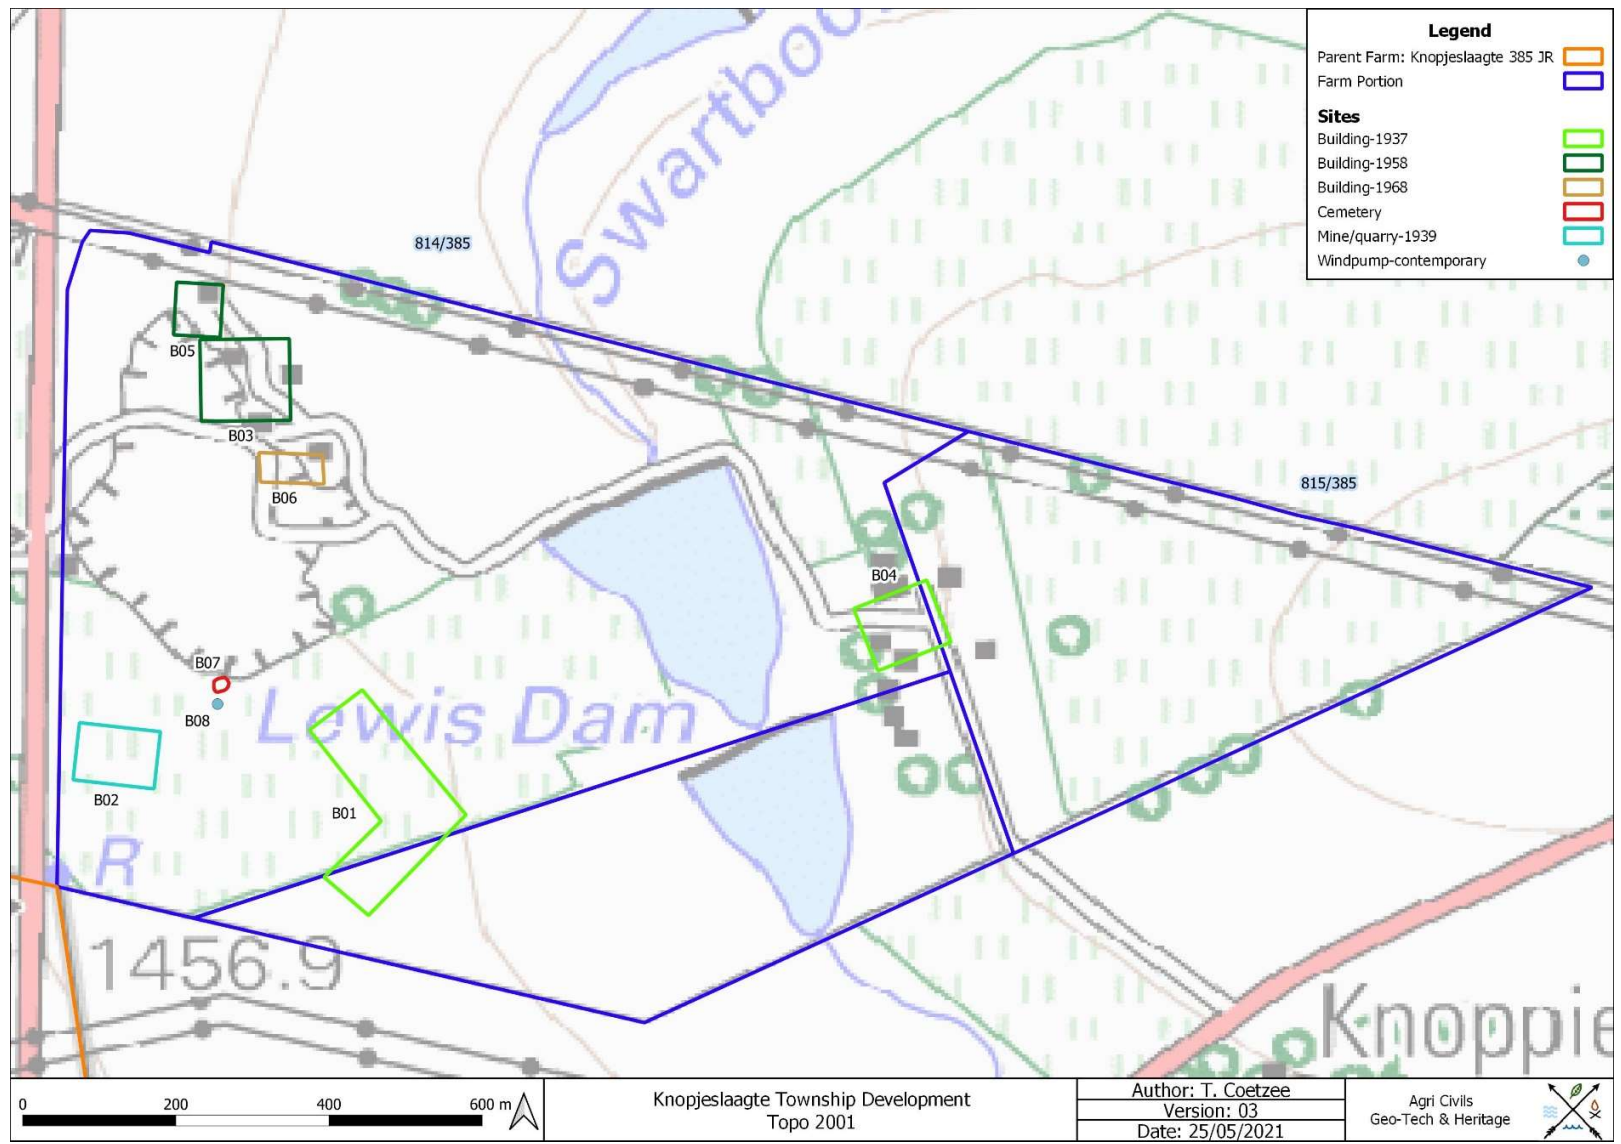 Swartboo
Legend
Parent Farm: Knopjeslaagte 385 JR
Farm Portion
Sites
Building-1937
Building-1958
Building-1968
Cemetery
Mine/quarry-1939
Windpump-contemporary
814/385
B05
B03
B06
815/385
B04
B07
B08
Lewis Dam
B02
B01
R
1456.9
Knoppie
0 200 400 600 m
Knopjeslaagte Township Development
Topo 2001
Author: T. Coetzee
Version: 03
Date: 25/05/2021
Agri Civils
Geo-Tech & Heritage